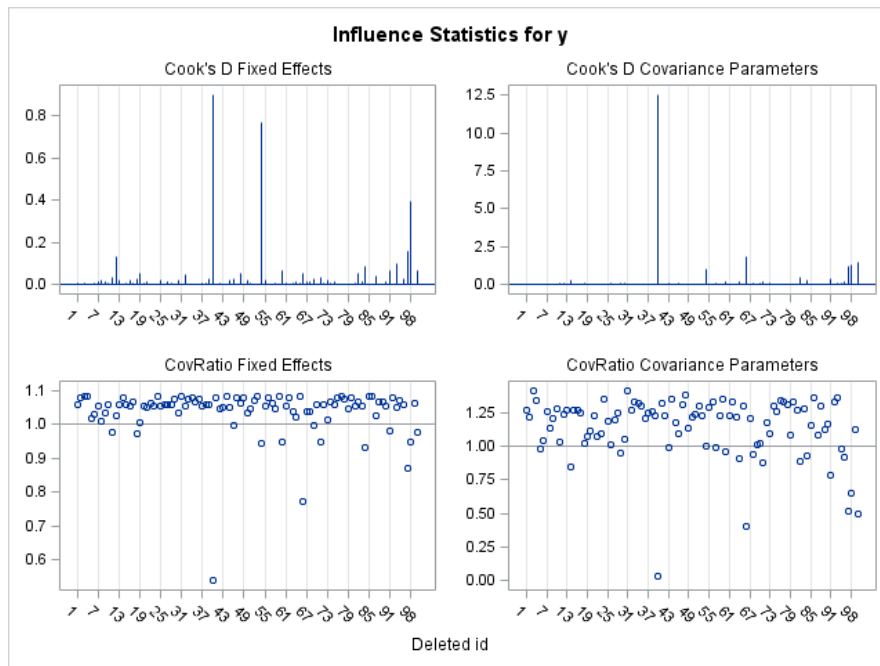 Influence Statistics for y
Cook's D Fixed Effects
0.8
0.6
0.4
0.2
0.0
1 7 13 19 25 31 37 43 49 55 61 67 73 79 85 91 98
Cook's D Covariance Parameters
12.5
10.0
7.5
5.0
2.5
0.0
1 7 13 19 25 31 37 43 49 55 61 67 73 79 85 91 98
CovRatio Fixed Effects
1.1
1.0
0.9
0.8
0.7
0.6
1 7 13 19 25 31 37 43 49 55 61 67 73 79 85 91 98
CovRatio Covariance Parameters
1.25
1.00
0.75
0.50
0.25
0.00
1 7 13 19 25 31 37 43 49 55 61 67 73 79 85 91 98
Deleted id